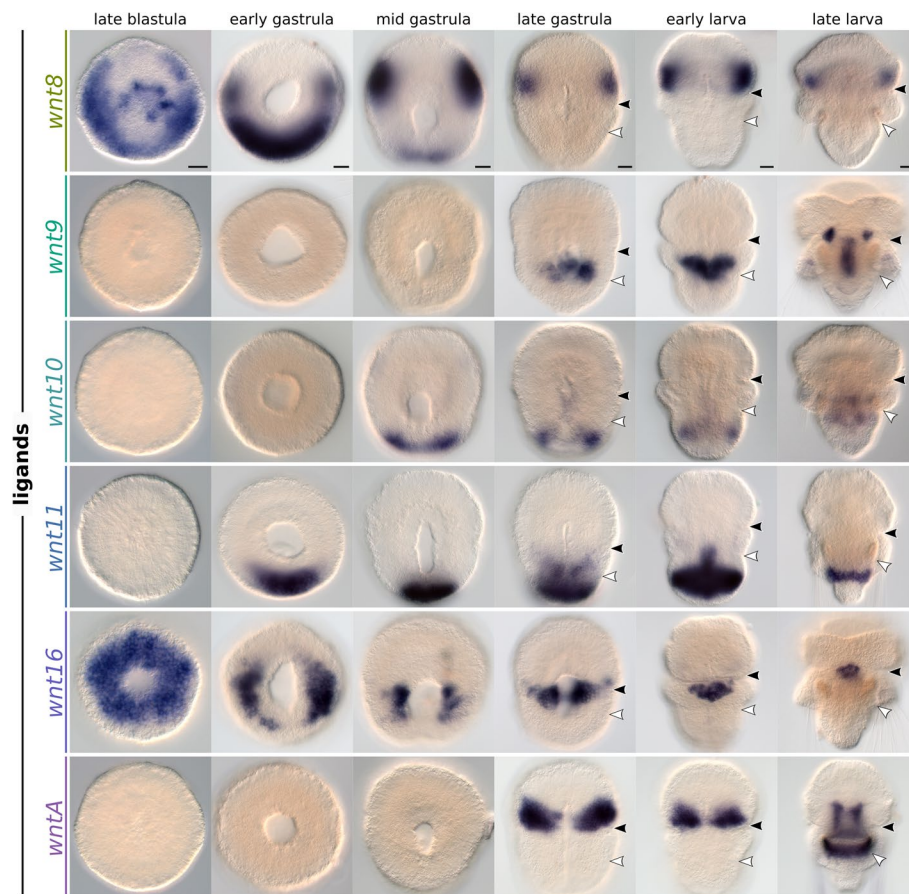 late blastula early gastrula mid gastrula late gastrula early larva late larva
wnt8
wnt9
wnt10
wnt11
wnt16
wntA
ligands